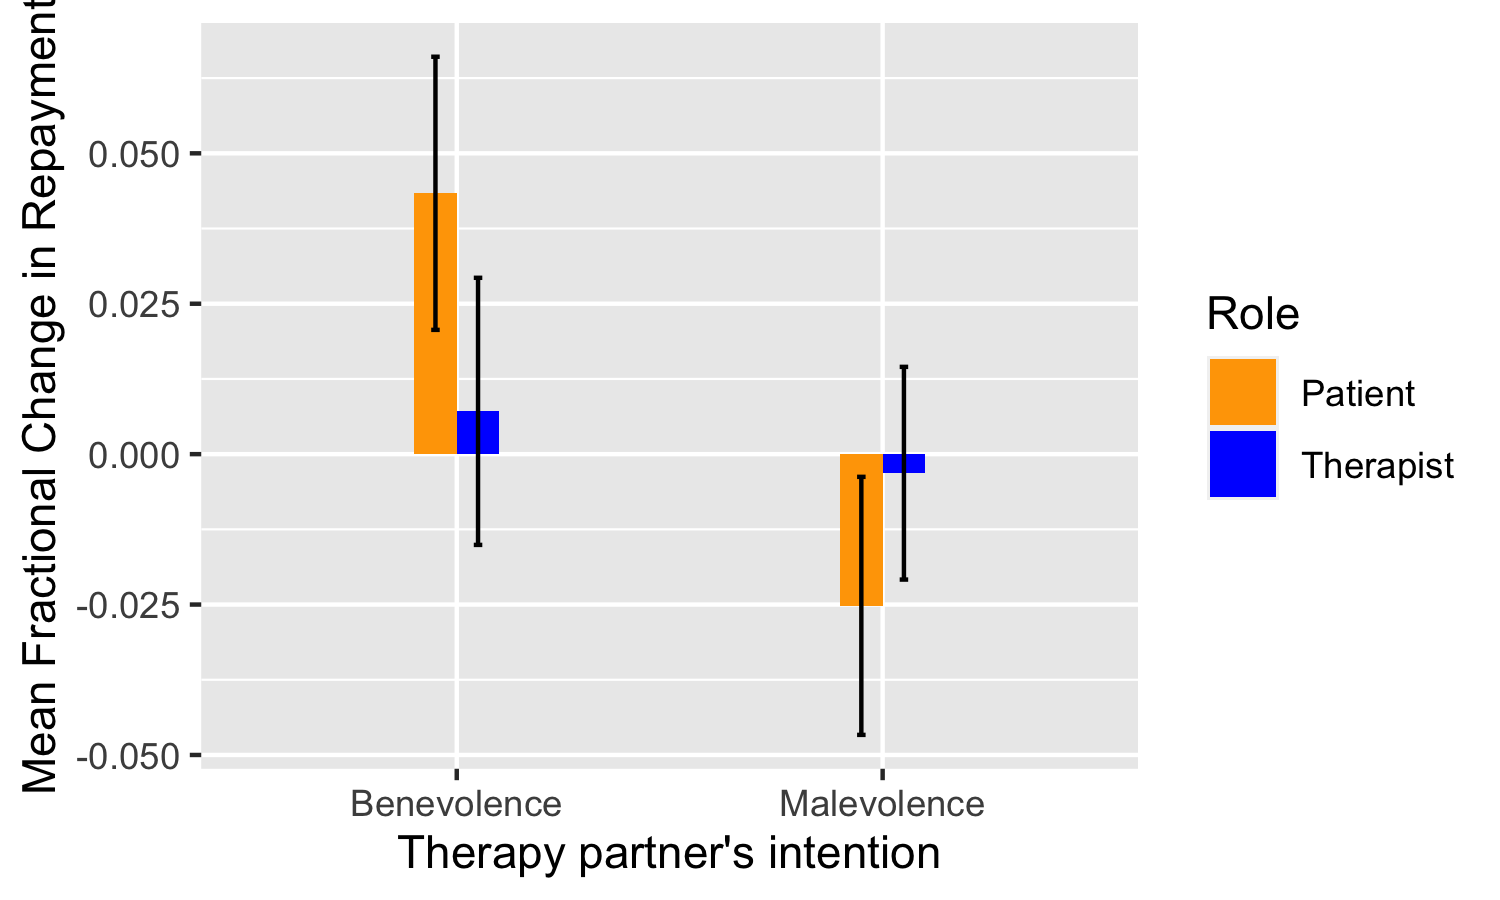 Mean Fractional Change in Repayment
0.050
0.025
0.000
-0.025
-0.050
Benevolence
Malevolence
Therapy partner's intention
Role
Patient
Therapist